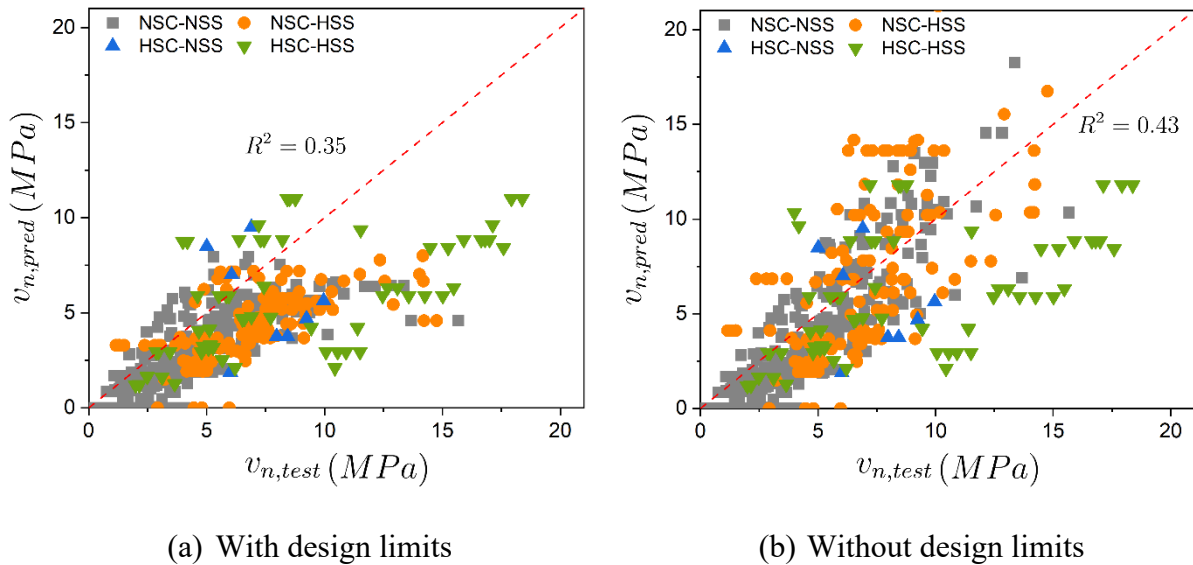 NSC-NSS NSC-HSS
HSC-NSS HSC-HSS
R² = 0.35
20
15
10
5
0
v_{n,pred} (MPa)
0 5 10 15 20
v_{n,test} (MPa)
(a) With design limits
NSC-NSS NSC-HSS
HSC-NSS HSC-HSS
R² = 0.43
20
15
10
5
0
v_{n,pred} (MPa)
0 5 10 15 20
v_{n,test} (MPa)
(b) Without design limits